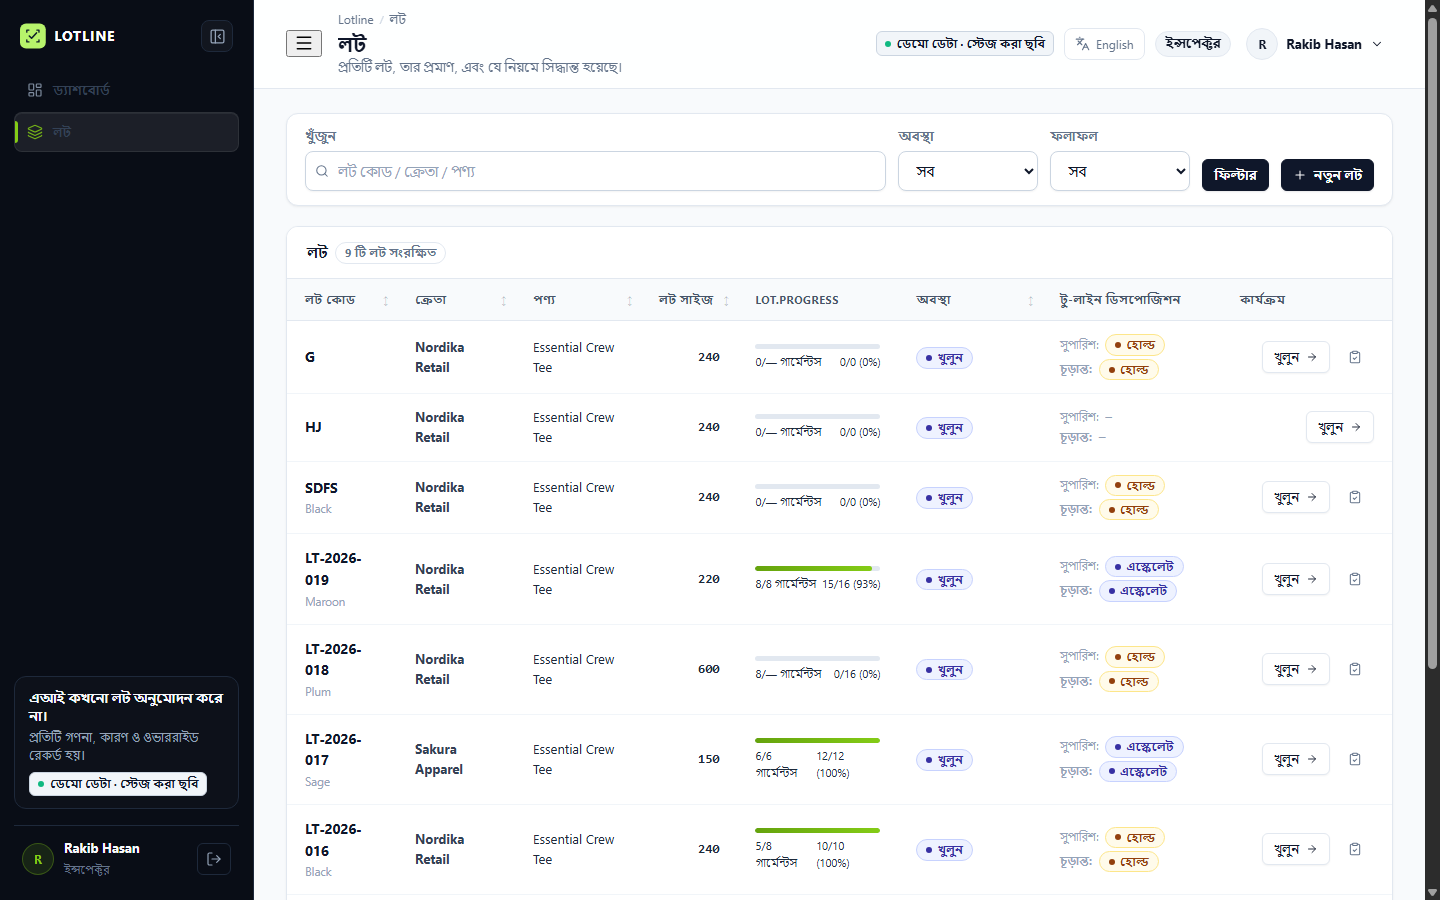 LOTLINE
ড্যাশবোর্ড
লট
এআই কখনো লট অনুমোদন করে না।
প্রতিটি গণনা, কারণ ও ওভাররাইড রেকর্ড হয়।
ডেমো ডেটা · স্টেজ করা ছবি
R
Rakib Hasan
ইন্সপেক্টর
Lotline / লট
লট
প্রতিটি লট, তার প্রমাণ, এবং যে নিয়মে সিদ্ধান্ত হয়েছে।
ডেমো ডেটা · স্টেজ করা ছবি
English
ইন্সপেক্টর
R Rakib Hasan
খুঁজুন
লট কোড / ক্রেতা / পণ্য
অবস্থা
সব
ফলাফল
সব
ফিল্টার
+ নতুন লট
লট 9 টি লট সংরক্ষিত
লট কোড ক্রেতা পণ্য লট সাইজ LOT.PROGRESS অবস্থা টু-লাইন ডিসপোজিশন কার্যক্রম
G Nordika Retail Essential Crew Tee 240 0/— গার্মেন্টস 0/0 (0%) খুলুন সুপারিশ: হোল্ড চূড়ান্ত: হোল্ড খুলুন →
HJ Nordika Retail Essential Crew Tee 240 0/— গার্মেন্টস 0/0 (0%) খুলুন সুপারিশ: – চূড়ান্ত: – খুলুন →
SDFS Black Nordika Retail Essential Crew Tee 240 0/— গার্মেন্টস 0/0 (0%) খুলুন সুপারিশ: হোল্ড চূড়ান্ত: হোল্ড খুলুন →
LT-2026-019 Maroon Nordika Retail Essential Crew Tee 220 8/8 গার্মেন্টস 15/16 (93%) খুলুন সুপারিশ: এস্কেলেট চূড়ান্ত: এস্কেলেট খুলুন →
LT-2026-018 Plum Nordika Retail Essential Crew Tee 600 8/— গার্মেন্টস 0/16 (0%) খুলুন সুপারিশ: হোল্ড চূড়ান্ত: হোল্ড খুলুন →
LT-2026-017 Sage Sakura Apparel Essential Crew Tee 150 6/6 গার্মেন্টস 12/12 (100%) খুলুন সুপারিশ: এস্কেলেট চূড়ান্ত: এস্কেলেট খুলুন →
LT-2026-016 Black Nordika Retail Essential Crew Tee 240 5/8 গার্মেন্টস 10/10 (100%) খুলুন সুপারিশ: হোল্ড চূড়ান্ত: হোল্ড খুলুন →